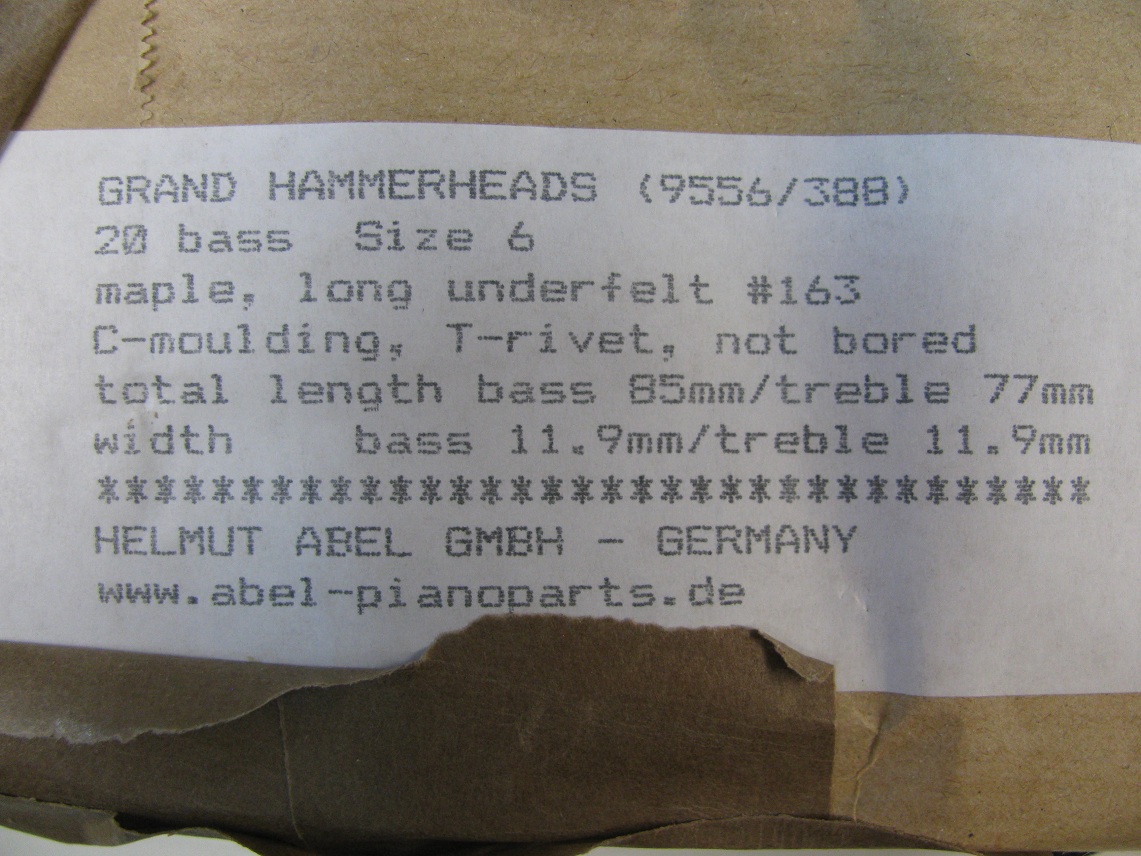 GRAND HAMMERHEADS (9556/388)
20 bass  Size 6
maple, long underfelt #163
C-moulding, T-rivet, not bored
total length bass 85mm/treble 77mm
width    bass 11.9mm/treble 11.9mm
**********************************
HELMUT ABEL GMBH - GERMANY
www.abel-pianoparts.de